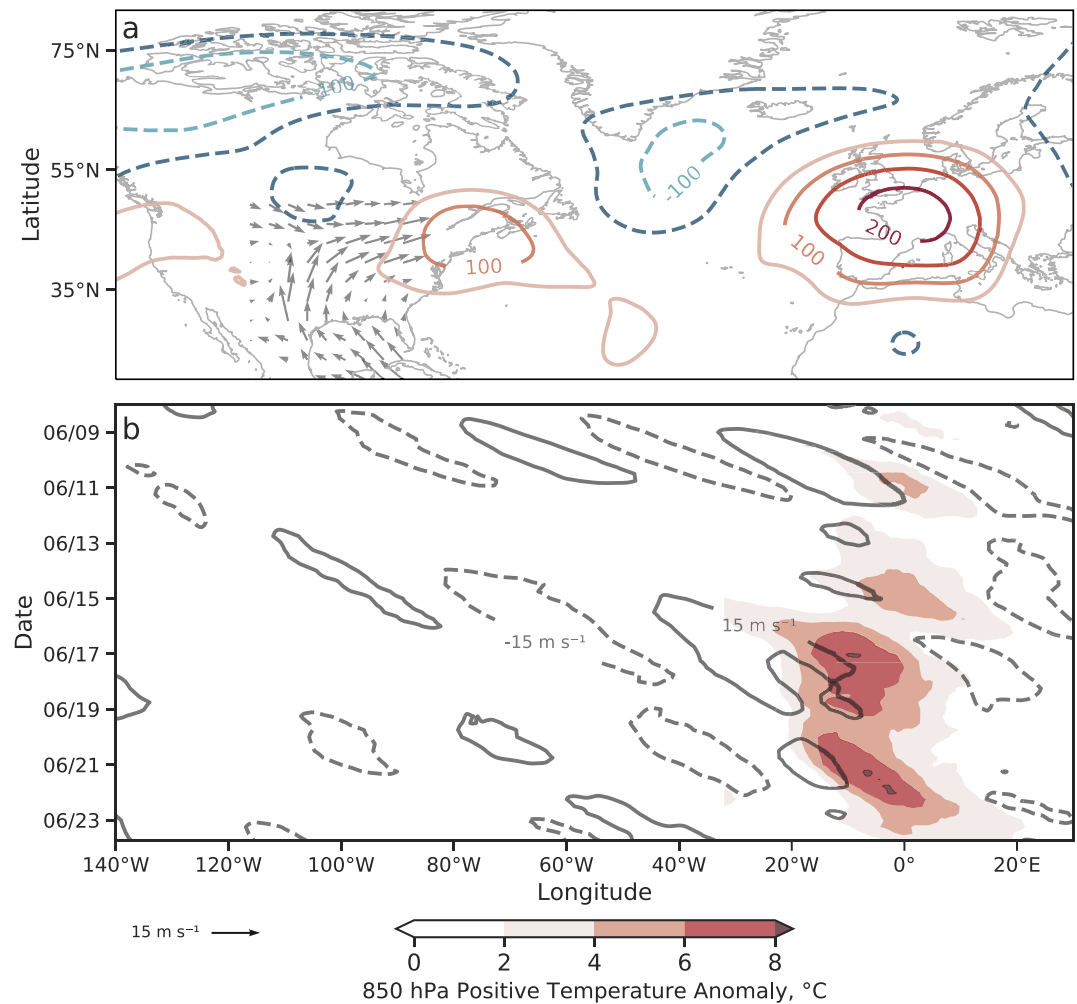 a
75°N
55°N
35°N
Latitude
-100
-100
100
100
200
b
06/09
06/11
06/13
06/15
06/17
06/19
06/21
06/23
Date
-15 m s⁻¹
15 m s⁻¹
140°W 120°W 100°W 80°W 60°W 40°W 20°W 0° 20°E
Longitude
15 m s⁻¹
0 2 4 6 8
850 hPa Positive Temperature Anomaly, °C